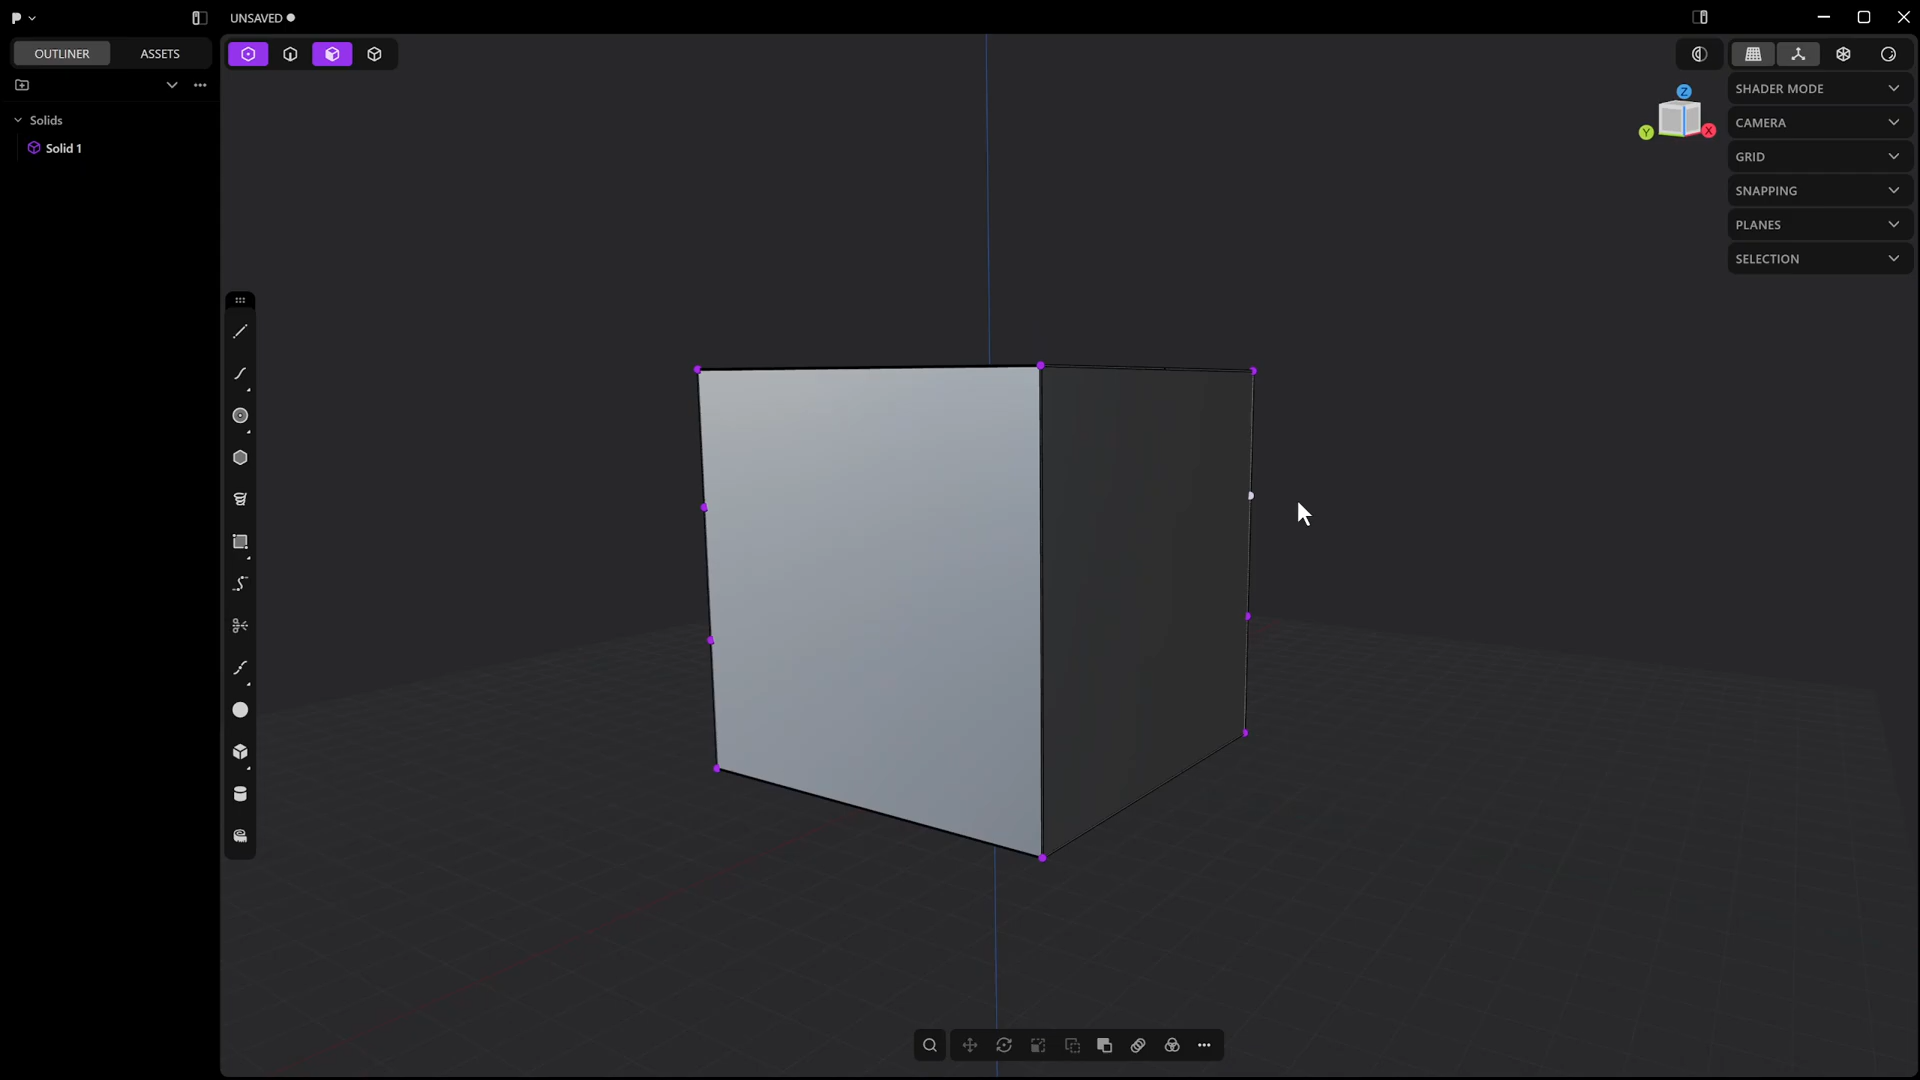 UNSAVED
OUTLINER
ASSETS
Solids
Solid 1
Z
Y
X
SHADER MODE
CAMERA
GRID
SNAPPING
PLANES
SELECTION